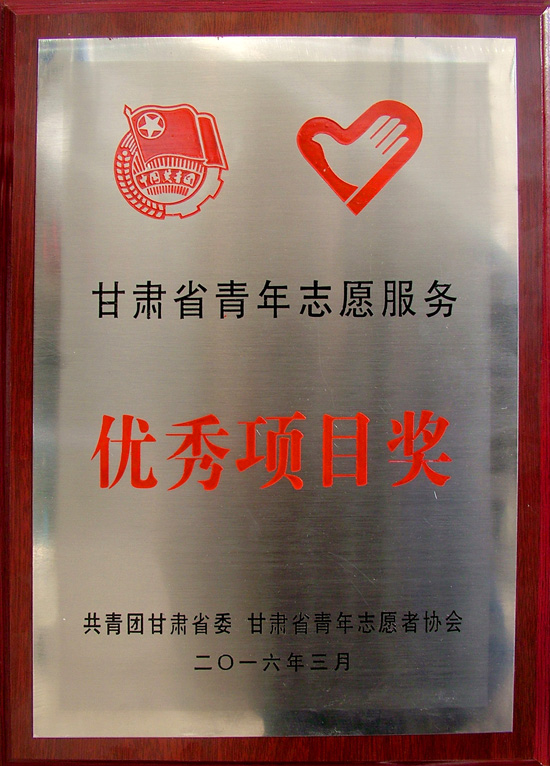 中国共青团
甘肃省青年志愿服务
优秀项目奖
共青团甘肃省委 甘肃省青年志愿者协会
二〇一六年三月